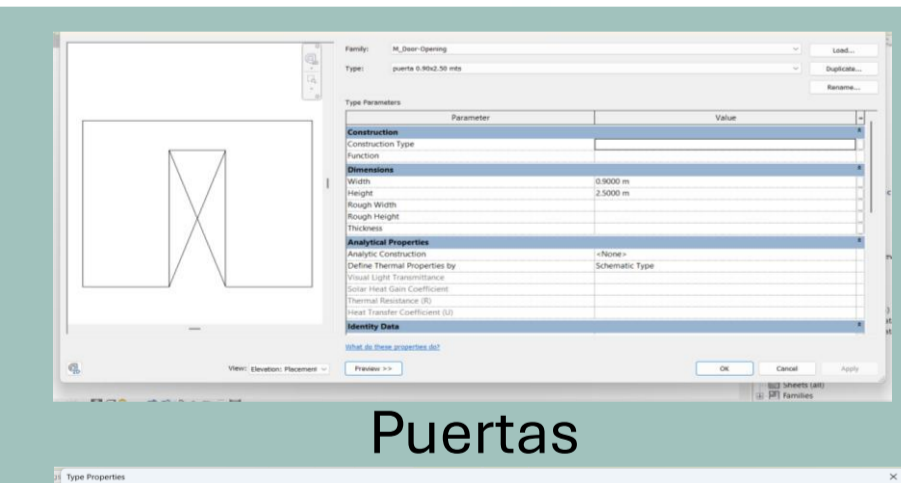 Family: M_Door-Opening Load...
Type: puerta 0.90x2.50 mts Duplicate...
Rename...
Type Parameters
Parameter Value
Construction
Construction Type
Function
Dimensions
Width 0.9000 m
Height 2.5000 m
Rough Width
Rough Height
Thickness
Analytical Properties
Analytic Construction <None>
Define Thermal Properties by Schematic Type
Visual Light Transmittance
Solar Heat Gain Coefficient
Thermal Resistance (R)
Heat Transfer Coefficient (U)
Identity Data
What do these properties do?
View: Elevation: Placement Preview >> OK Cancel Apply
Sheets (all)
Families
Puertas
Type Properties